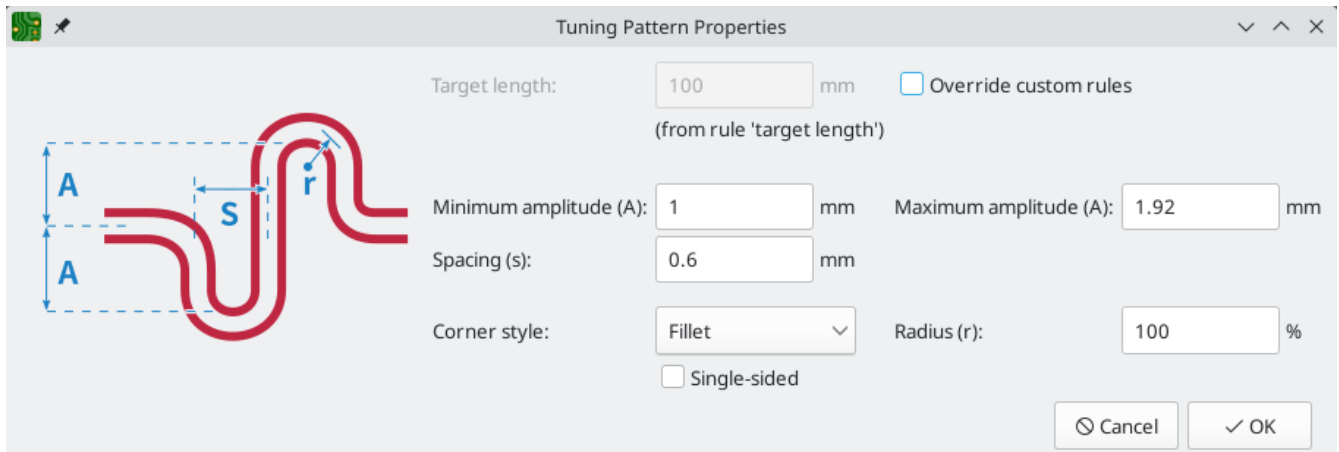 Tuning Pattern Properties
Target length: 100 mm Override custom rules
(from rule 'target length')
A
r
S
A
Minimum amplitude (A): 1 mm Maximum amplitude (A): 1.92 mm
Spacing (s): 0.6 mm
Corner style: Fillet Radius (r): 100 %
Single-sided
Cancel OK